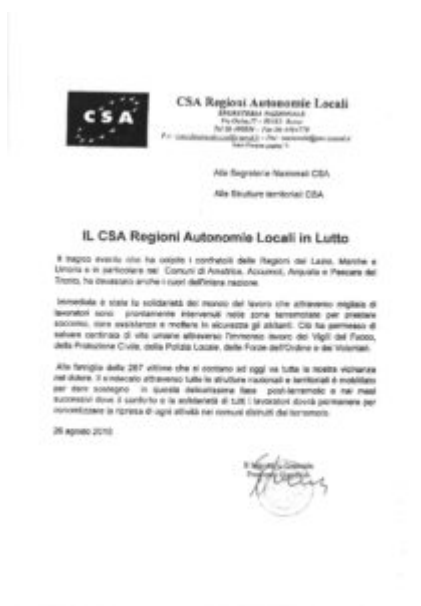 CSA
CSA Regioni Autonomie Locali
SEGRETERIA NAZIONALE
Alle Segreterie Nazionali CSA
Alle Strutture territoriali CSA
IL CSA Regioni Autonomie Locali in Lutto
Il tragico evento che ha colpito i confratelli delle Regioni del Lazio, Marche e
Umbria e in particolare nei Comuni di Amatrice, Accumoli, Arquata e Pescara del
Tronto, ha devastato anche i cuori dell'intera nazione.
Immediata è stata la solidarietà del mondo del lavoro che attraverso migliaia di
lavoratori sono prontamente intervenuti nelle zone terremotate per prestare
soccorso, dare assistenza e mettere in sicurezza gli abitanti. Ciò ha permesso di
salvare centinaia di vite umane attraverso l'immenso lavoro dei Vigili del Fuoco,
della Protezione Civile, della Polizia Locale, delle Forze dell'Ordine e dei Volontari.
Alle famiglie delle 267 vittime che si contano ad oggi va tutta la nostra vicinanza
nel dolore. Il sindacato attraverso tutte le strutture nazionali e territoriali è mobilitato
per dare sostegno in questa delicatissima fase post-terremoto e nei mesi
successivi dove il conforto e la solidarietà di tutti i lavoratori dovrà permanere per
la ripresa di ogni attività nei comuni distrutti dal terremoto.
26 agosto 2016
Il Segretario Generale